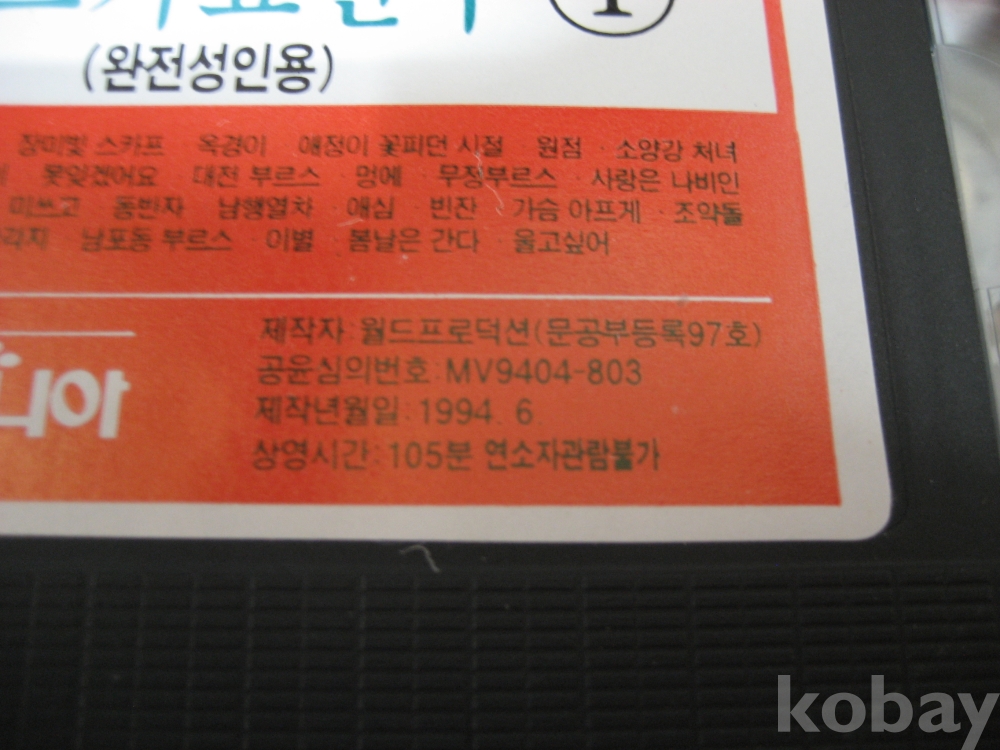 (완전성인용)
장미빛 스카프 · 옥경이 · 애정이 꽃피던 시절 · 원점 · 소양강 처녀
못잊겠어요 · 대전 부르스 · 멍에 · 무정부르스 · 사랑은 나비인
미쓰고 · 동반자 · 남행열차 · 애심 · 빈잔 · 가슴 아프게 · 조약돌
남포동 부르스 · 이별 · 봄날은 간다 · 울고싶어
제작자: 월드프로덕션(문공부등록97호)
공윤심의번호: MV9404-803
제작년월일: 1994. 6.
상영시간: 105분 연소자관람불가
니아
kobay